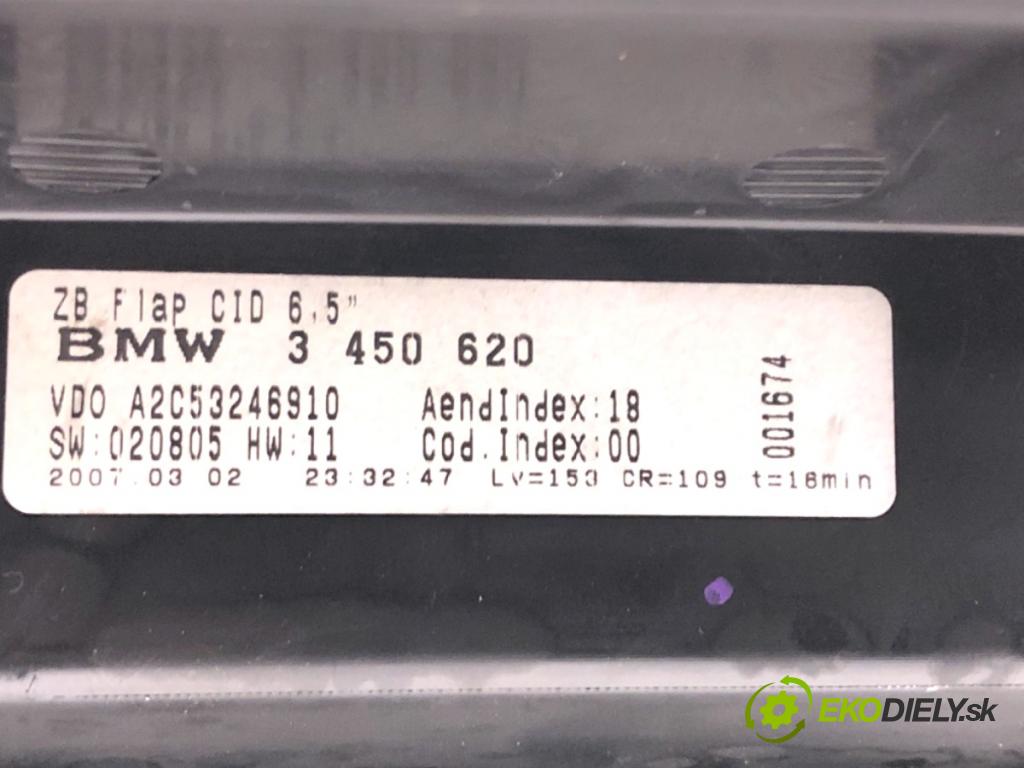 ZB Flap CID 6,5"
BMW 3 450 620
VDO A2C53246910 AendIndex:18
SW:020805 HW:11 Cod.Index:00
2007.03 02 23:32:47 Lv=153 CR=109 t=18min
001674
EKODIELY.sk